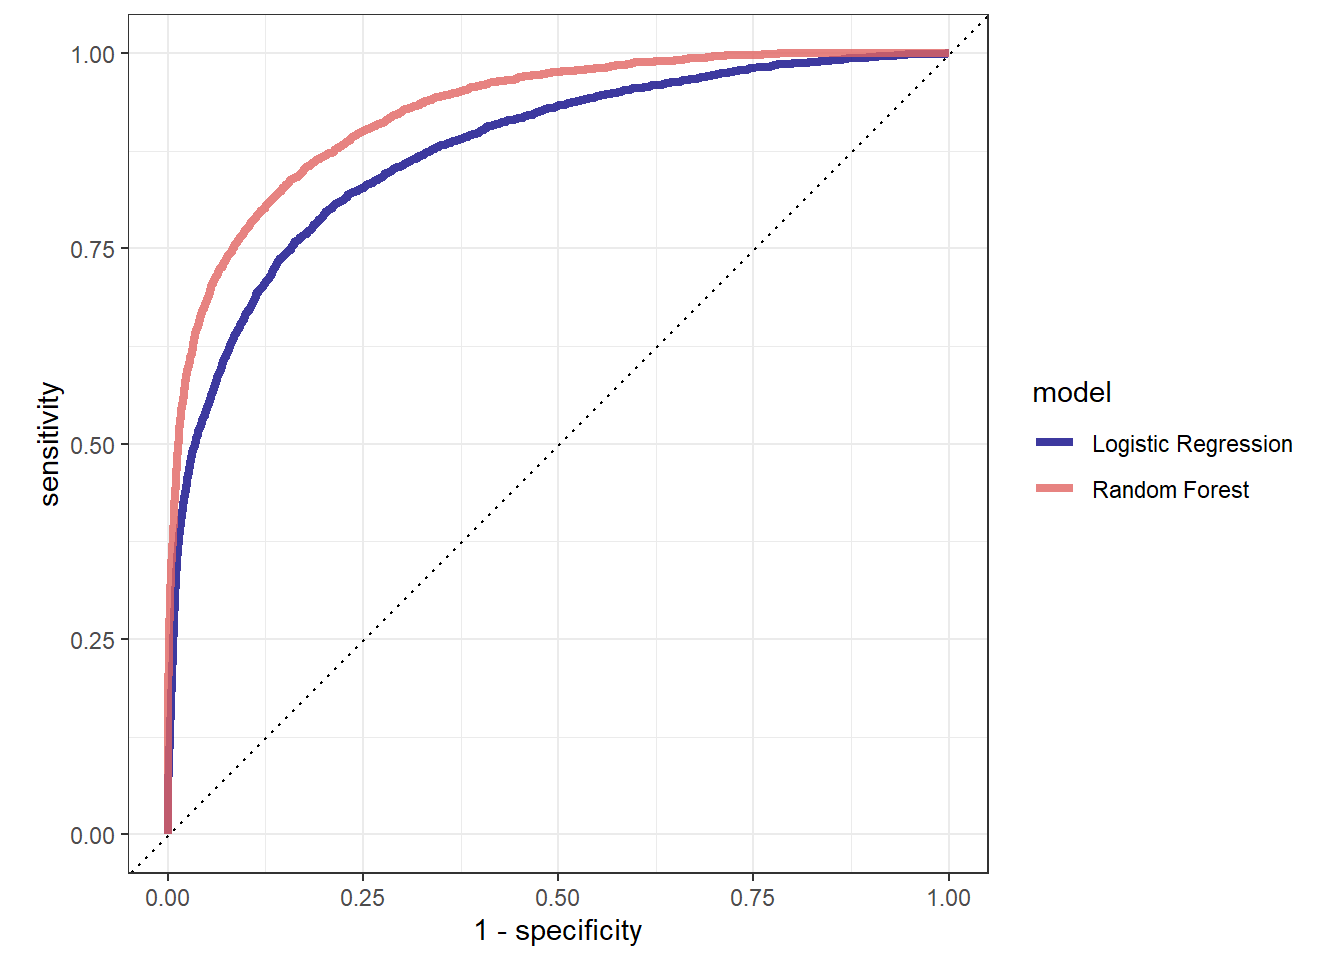 1.00
0.75
0.50
0.25
0.00
sensitivity
0.00 0.25 0.50 0.75 1.00
1 - specificity
model
Logistic Regression
Random Forest